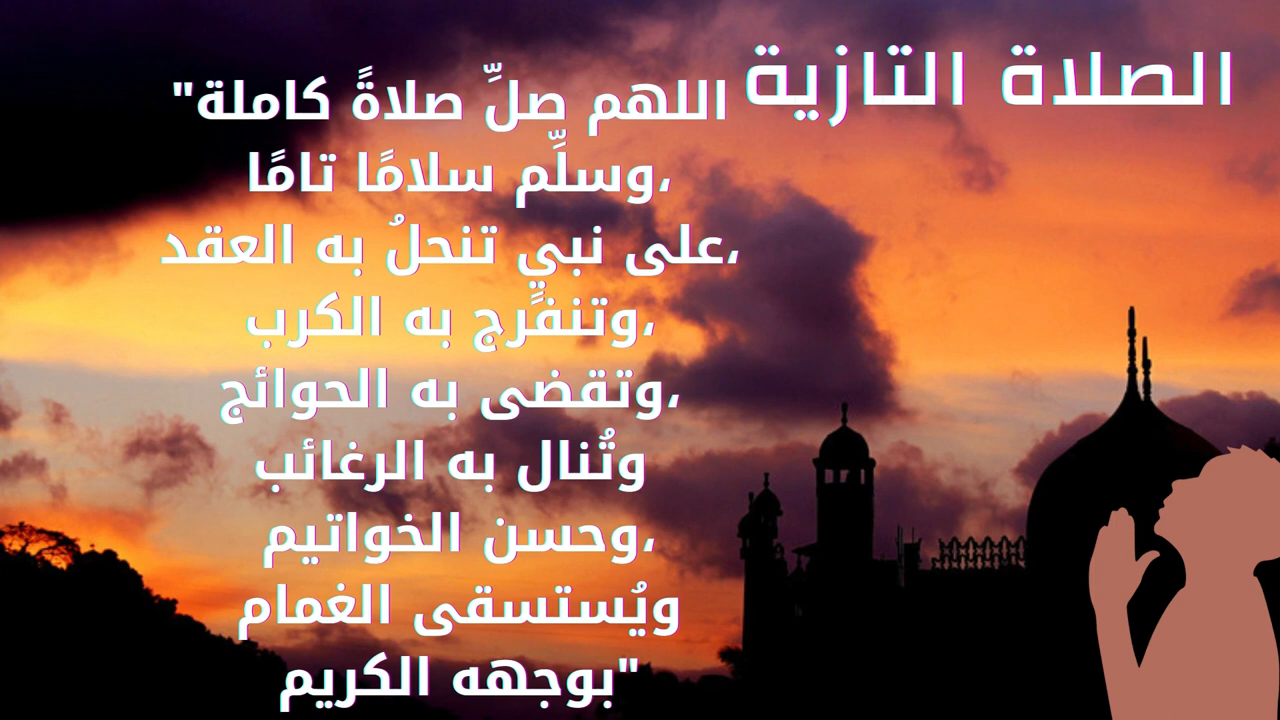 الصلاة التازية
"اللهم صلِّ صلاةً كاملة
وسلِّم سلامًا تامًا،
على نبيٍ تنحلُ به العقد،
وتنفرج به الكرب،
وتقضى به الحوائج،
وتُنال به الرغائب
وحسن الخواتيم،
ويُستسقى الغمام
بوجهه الكريم"